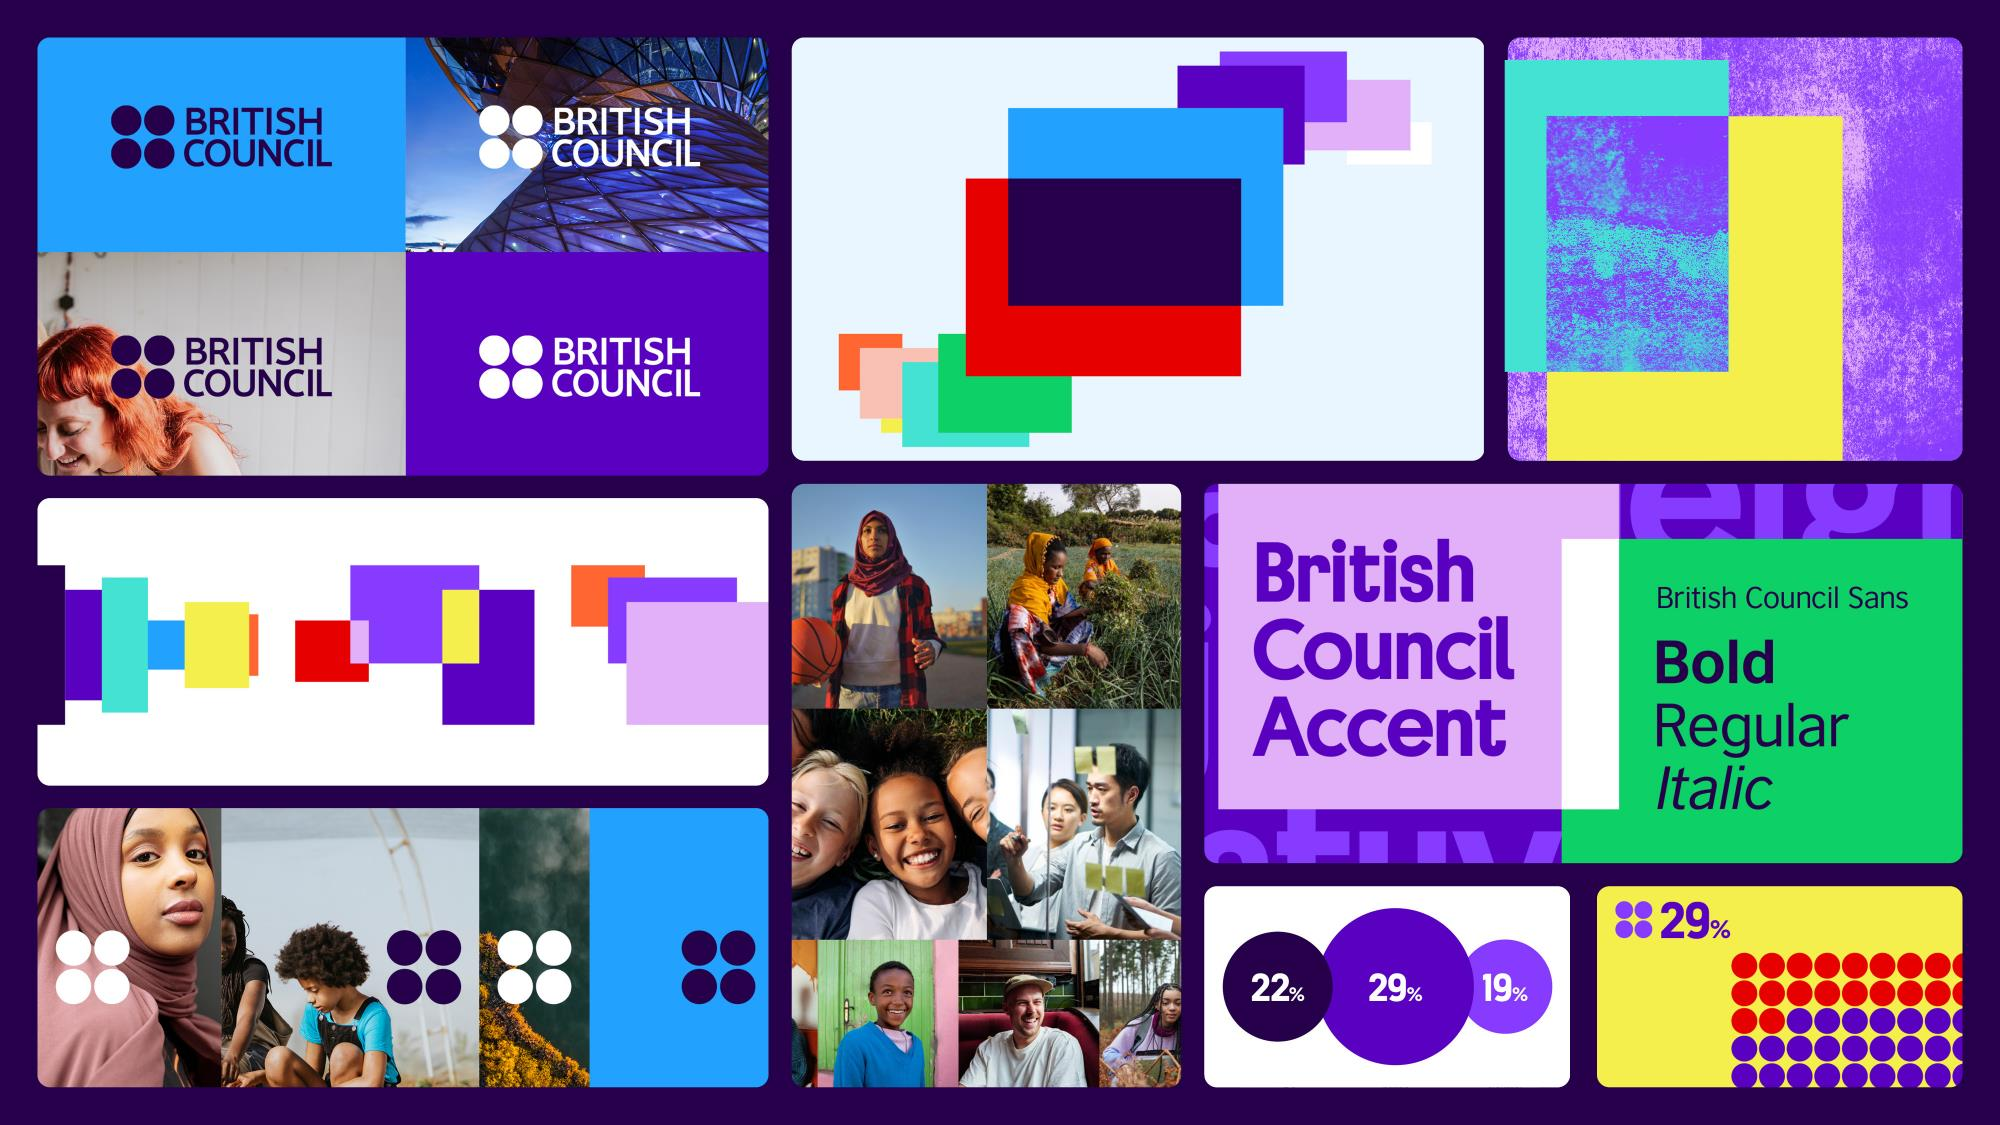 BRITISH
COUNCIL
BRITISH
COUNCIL
BRITISH
COUNCIL
BRITISH
COUNCIL
British
Council
Accent
British Council Sans
Bold
Regular
Italic
22%
29%
19%
29%